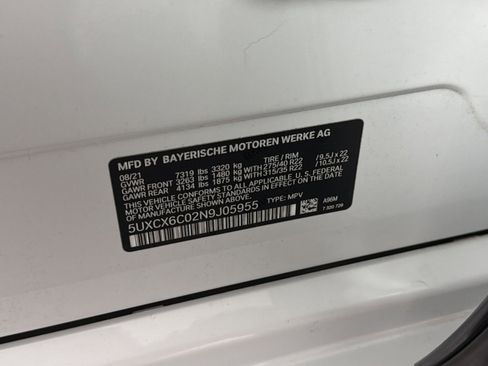 MFD BY BAYERISCHE MOTOREN WERKE AG
08/21 7319 lbs 3320 kg TIRE / RIM
GVWR
GAWR FRONT 3263 lbs 1480 kg WITH 275/40 R22 /9.5J x 22
GAWR REAR 4134 lbs 1875 kg WITH 315/35 R22 /10.5J x 22
THIS VEHICLE CONFORMS TO ALL APPLICABLE
U.S. FEDERAL MOTOR VEHICLE SAFETY STANDARDS
IN EFFECT ON THE DATE OF MANUFACTURE SHOWN ABOVE
5UXCX6C02N9J05955 TYPE: MPV A96M